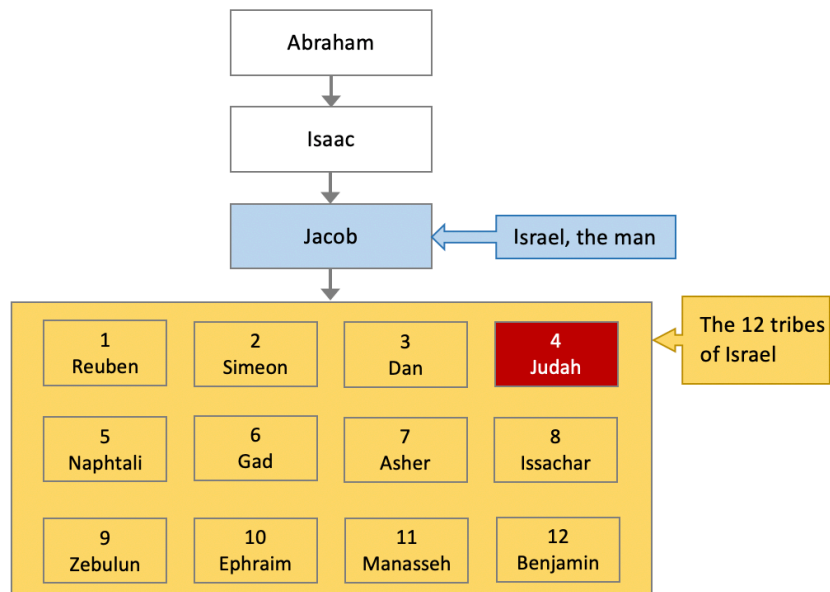 Abraham
Isaac
Jacob
Israel, the man
The 12 tribes
of Israel
1
Reuben
2
Simeon
3
Dan
4
Judah
5
Naphtali
6
Gad
7
Asher
8
Issachar
9
Zebulun
10
Ephraim
11
Manasseh
12
Benjamin